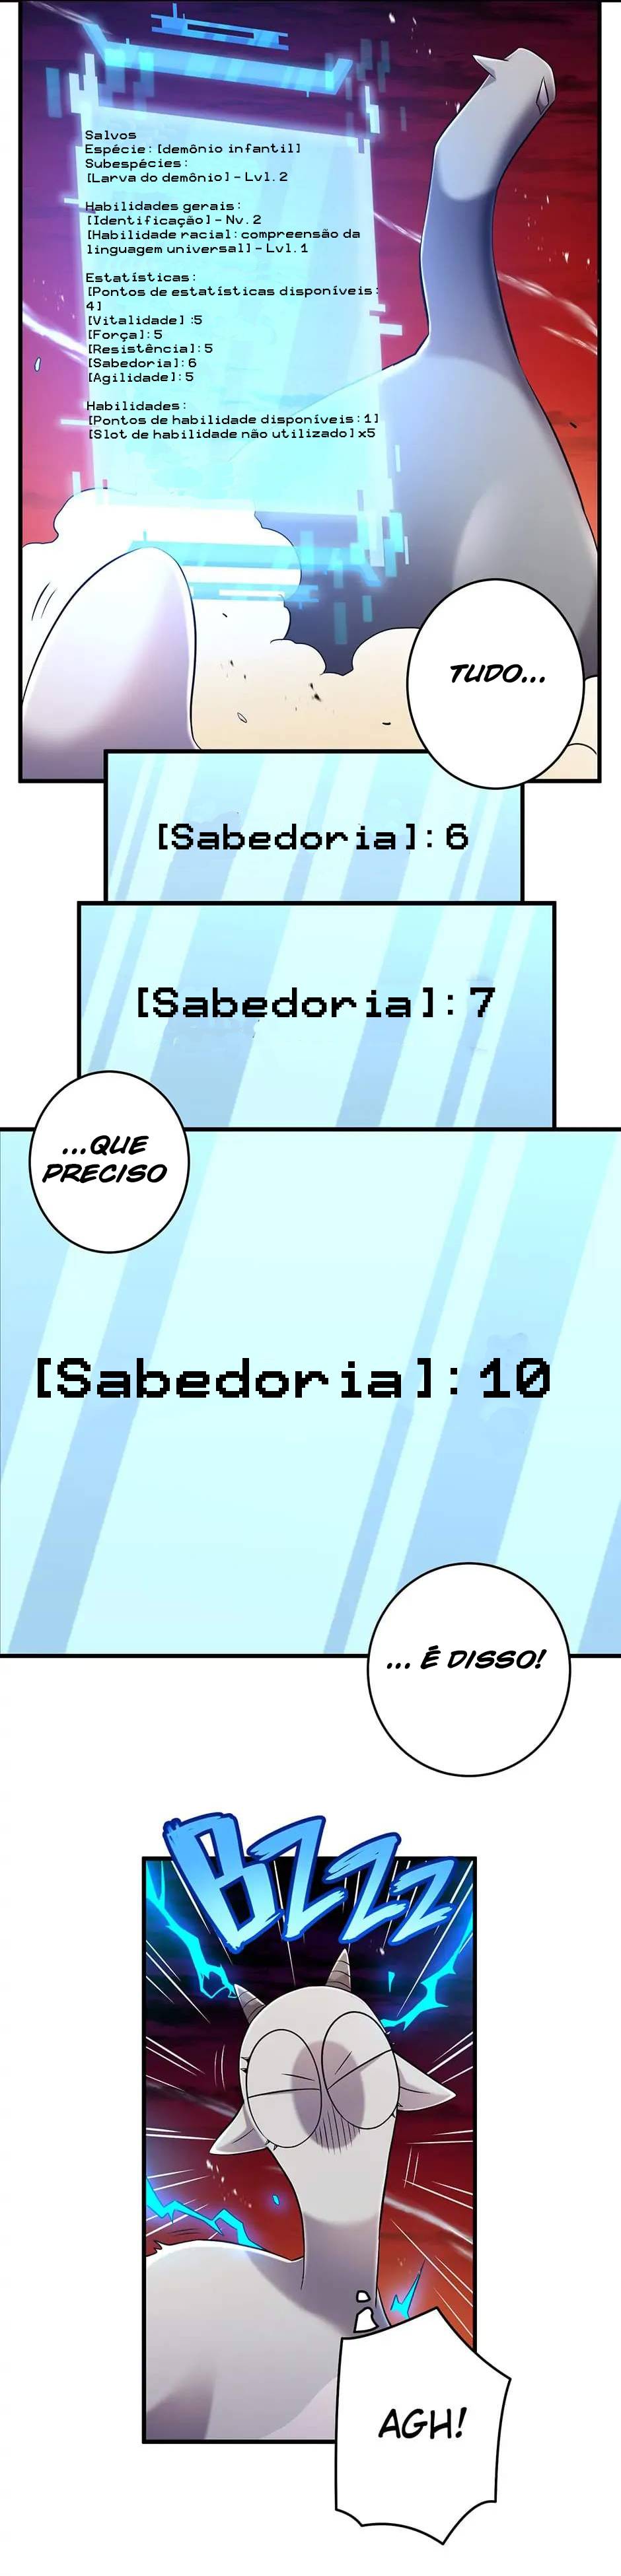 Salvos
Espécie: [demônio infantil]
Subespécies:
[Larva do demônio] - Lvl. 2
Habilidades gerais:
[Identificação] - Nv. 2
[Habilidade racial: compreensão da
linguagem universal] - Lvl. 1
Estatísticas:
[Pontos de estatísticas disponíveis:
4]
[Vitalidade] :5
[Força]: 5
[Resistência]: 5
[Sabedoria]: 6
[Agilidade]: 5
Habilidades:
[Pontos de habilidade disponíveis: 1]
[Slot de habilidade não utilizado] x5
TUDO...
[Sabedoria]: 6
[Sabedoria]: 7
...QUE
PRECISO
[Sabedoria]: 10
... É DISSO!
BZZZ
AGH!